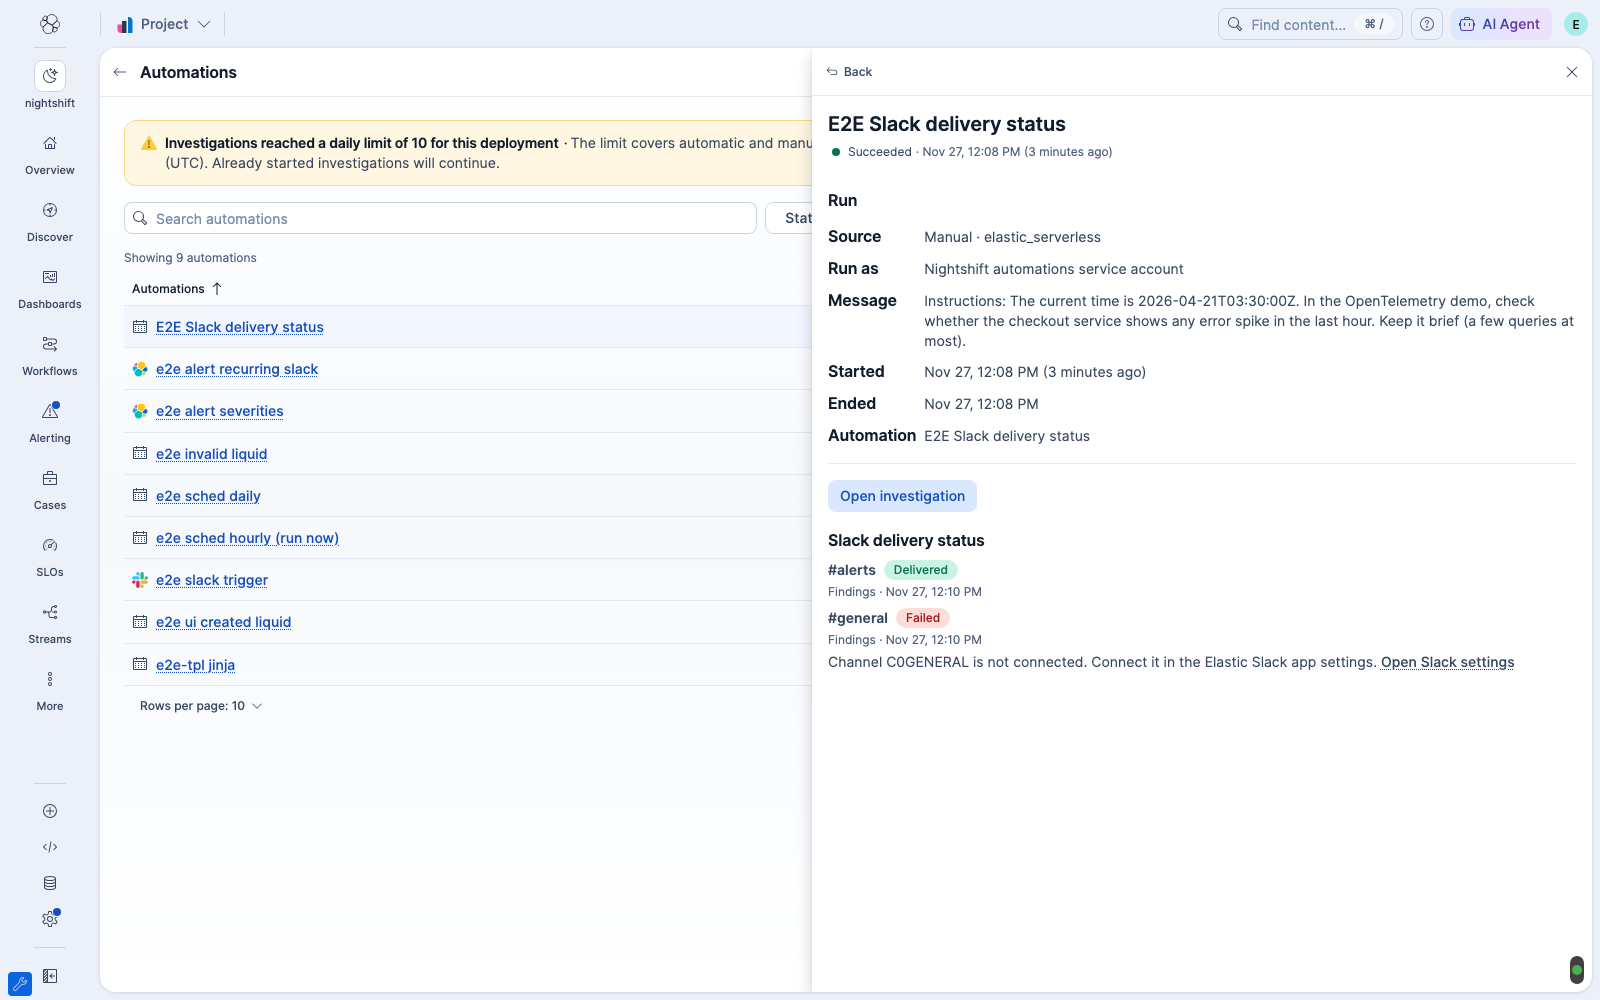 Project
Find content... ⌘ /
AI Agent
E
nightshift
Overview
Discover
Dashboards
Workflows
Alerting
Cases
SLOs
Streams
More
Automations
Investigations reached a daily limit of 10 for this deployment · The limit covers automatic and manu
(UTC). Already started investigations will continue.
Search automations
Stat
Showing 9 automations
Automations
E2E Slack delivery status
e2e alert recurring slack
e2e alert severities
e2e invalid liquid
e2e sched daily
e2e sched hourly (run now)
e2e slack trigger
e2e ui created liquid
e2e-tpl jinja
Rows per page: 10
Back
E2E Slack delivery status
Succeeded · Nov 27, 12:08 PM (3 minutes ago)
Run
Source Manual · elastic_serverless
Run as Nightshift automations service account
Message Instructions: The current time is 2026-04-21T03:30:00Z. In the OpenTelemetry demo, check
whether the checkout service shows any error spike in the last hour. Keep it brief (a few queries at
most).
Started Nov 27, 12:08 PM (3 minutes ago)
Ended Nov 27, 12:08 PM
Automation E2E Slack delivery status
Open investigation
Slack delivery status
#alerts Delivered
Findings · Nov 27, 12:10 PM
#general Failed
Findings · Nov 27, 12:10 PM
Channel C0GENERAL is not connected. Connect it in the Elastic Slack app settings. Open Slack settings